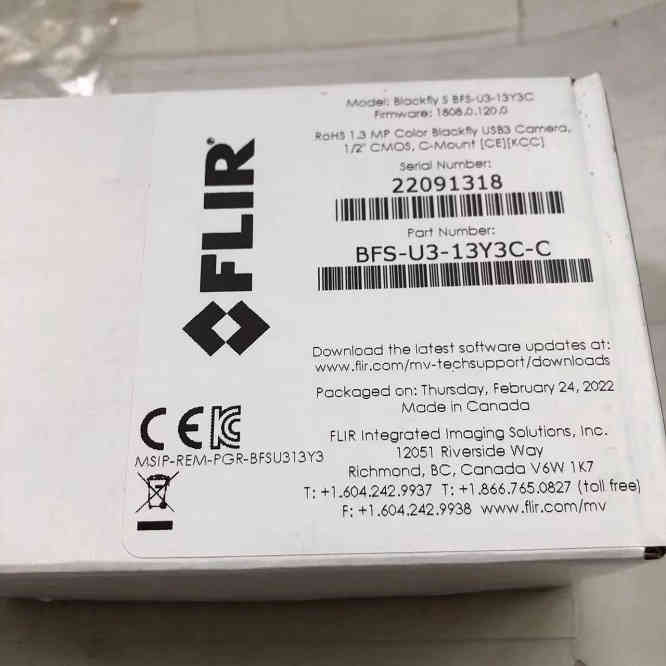 Model: Blackfly S BFS-U3-13Y3C
Firmware: 1808.0.120.0
RoHS 1.3 MP Color Blackfly USB3 Camera,
1/2" CMOS, C-Mount [CE][KCC]
Serial Number:
22091318
Part Number:
BFS-U3-13Y3C-C
FLIR
Download the latest software updates at:
www.flir.com/mv-techsupport/downloads
Packaged on: Thursday, February 24, 2022
Made in Canada
CE
MSIP-REM-PGR-BFSU313Y3
FLIR Integrated Imaging Solutions, Inc.
12051 Riverside Way
Richmond, BC, Canada V6W 1K7
T: +1.604.242.9937 T: +1.866.765.0827 (toll free)
F: +1.604.242.9938 www.flir.com/mv